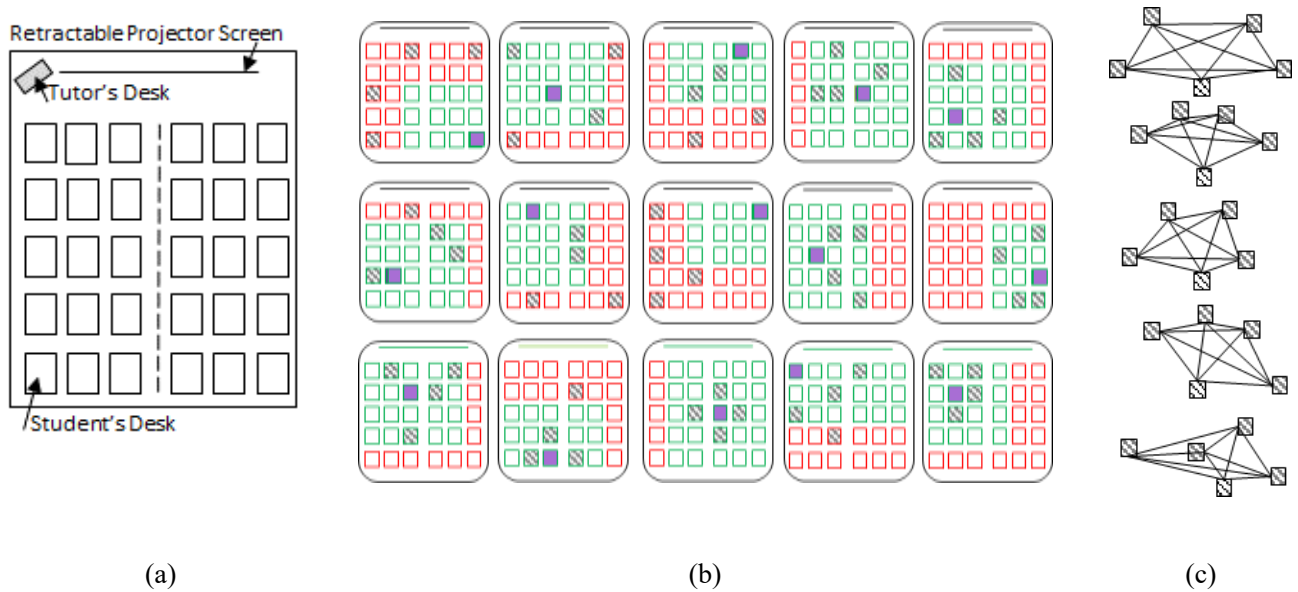 Retractable Projector Screen
Tutor's Desk
Student's Desk
(a)
(b)
(c)